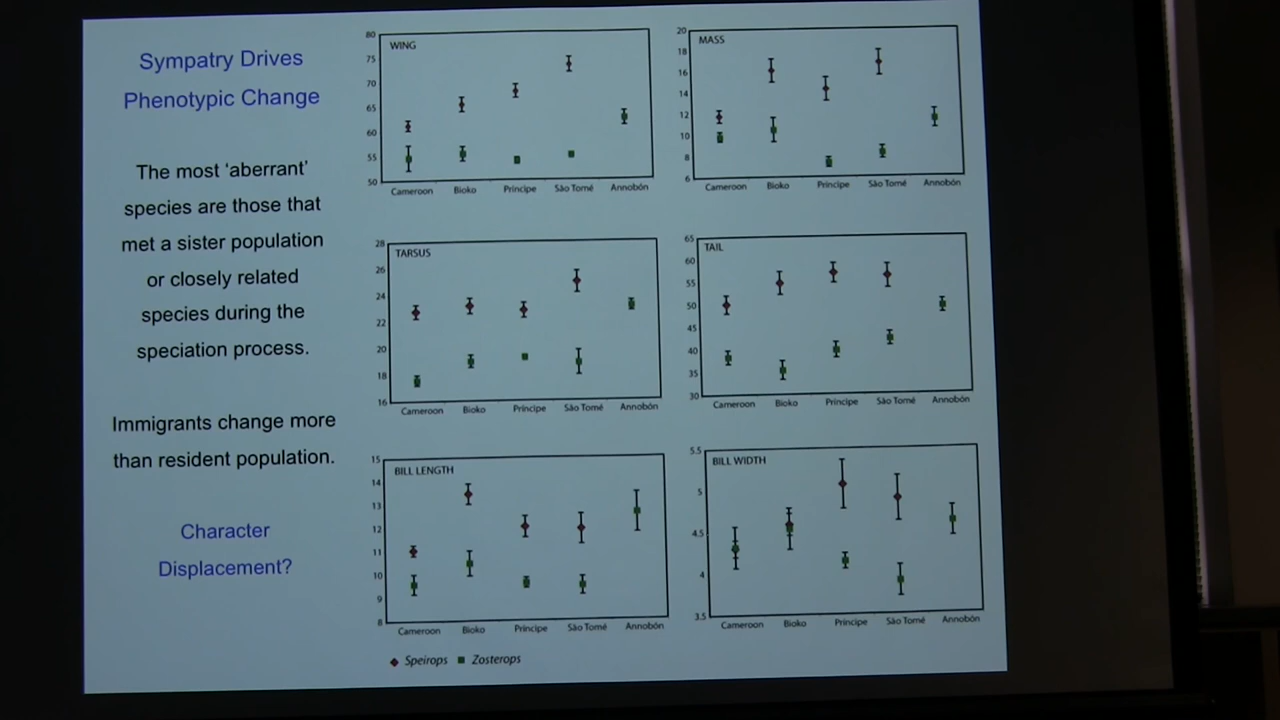 Sympatry Drives
Phenotypic Change
The most ‘aberrant’
species are those that
met a sister population
or closely related
species during the
speciation process.
Immigrants change more
than resident population.
Character
Displacement?
WING
80
75
70
65
60
55
50
Cameroon Bioko Príncipe São Tomé Annobón
MASS
20
18
16
14
12
10
8
6
Cameroon Bioko Príncipe São Tomé Annobón
TARSUS
28
26
24
22
20
18
16
Cameroon Bioko Príncipe São Tomé Annobón
TAIL
65
60
55
50
45
40
35
30
Cameroon Bioko Príncipe São Tomé Annobón
BILL LENGTH
15
14
13
12
11
10
9
8
Cameroon Bioko Príncipe São Tomé Annobón
BILL WIDTH
5.5
5
4.5
4
3.5
Cameroon Bioko Príncipe São Tomé Annobón
Speirops Zosterops